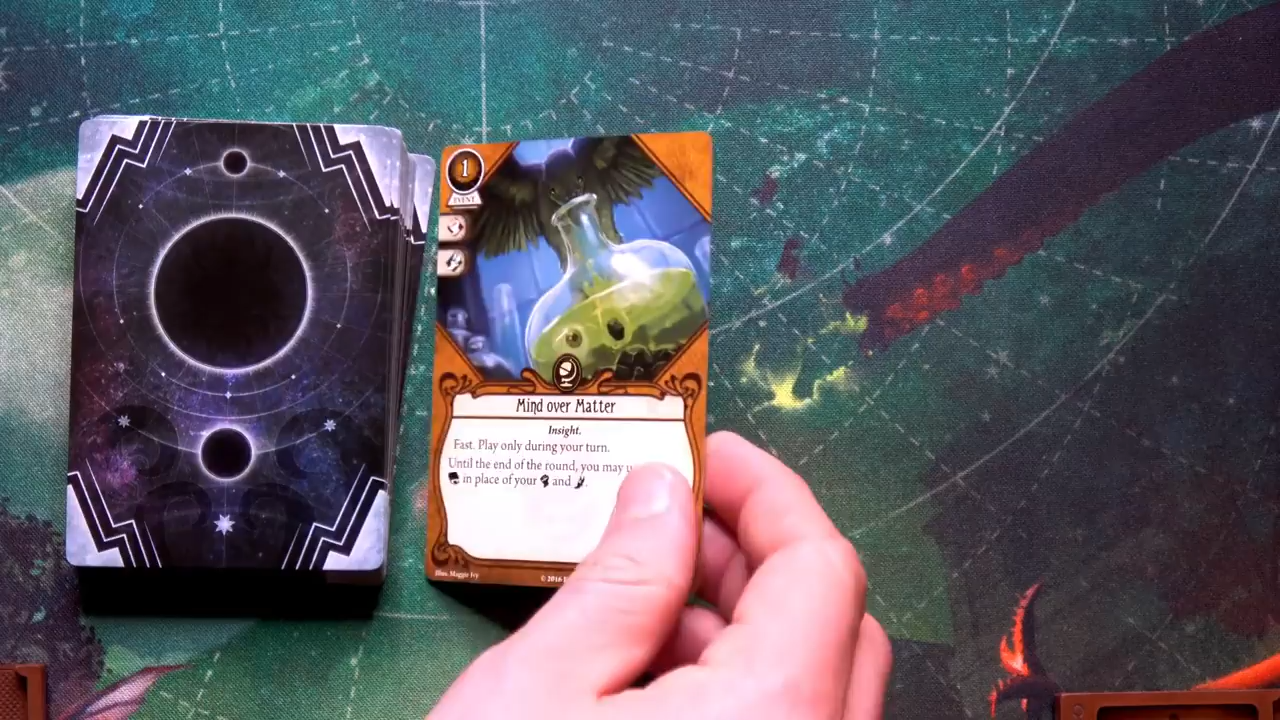 1
EVENT
Mind over Matter
Insight.
Fast. Play only during your turn.
Until the end of the round, you may
in place of your and
Illus. Maggie Ivy
© 2016